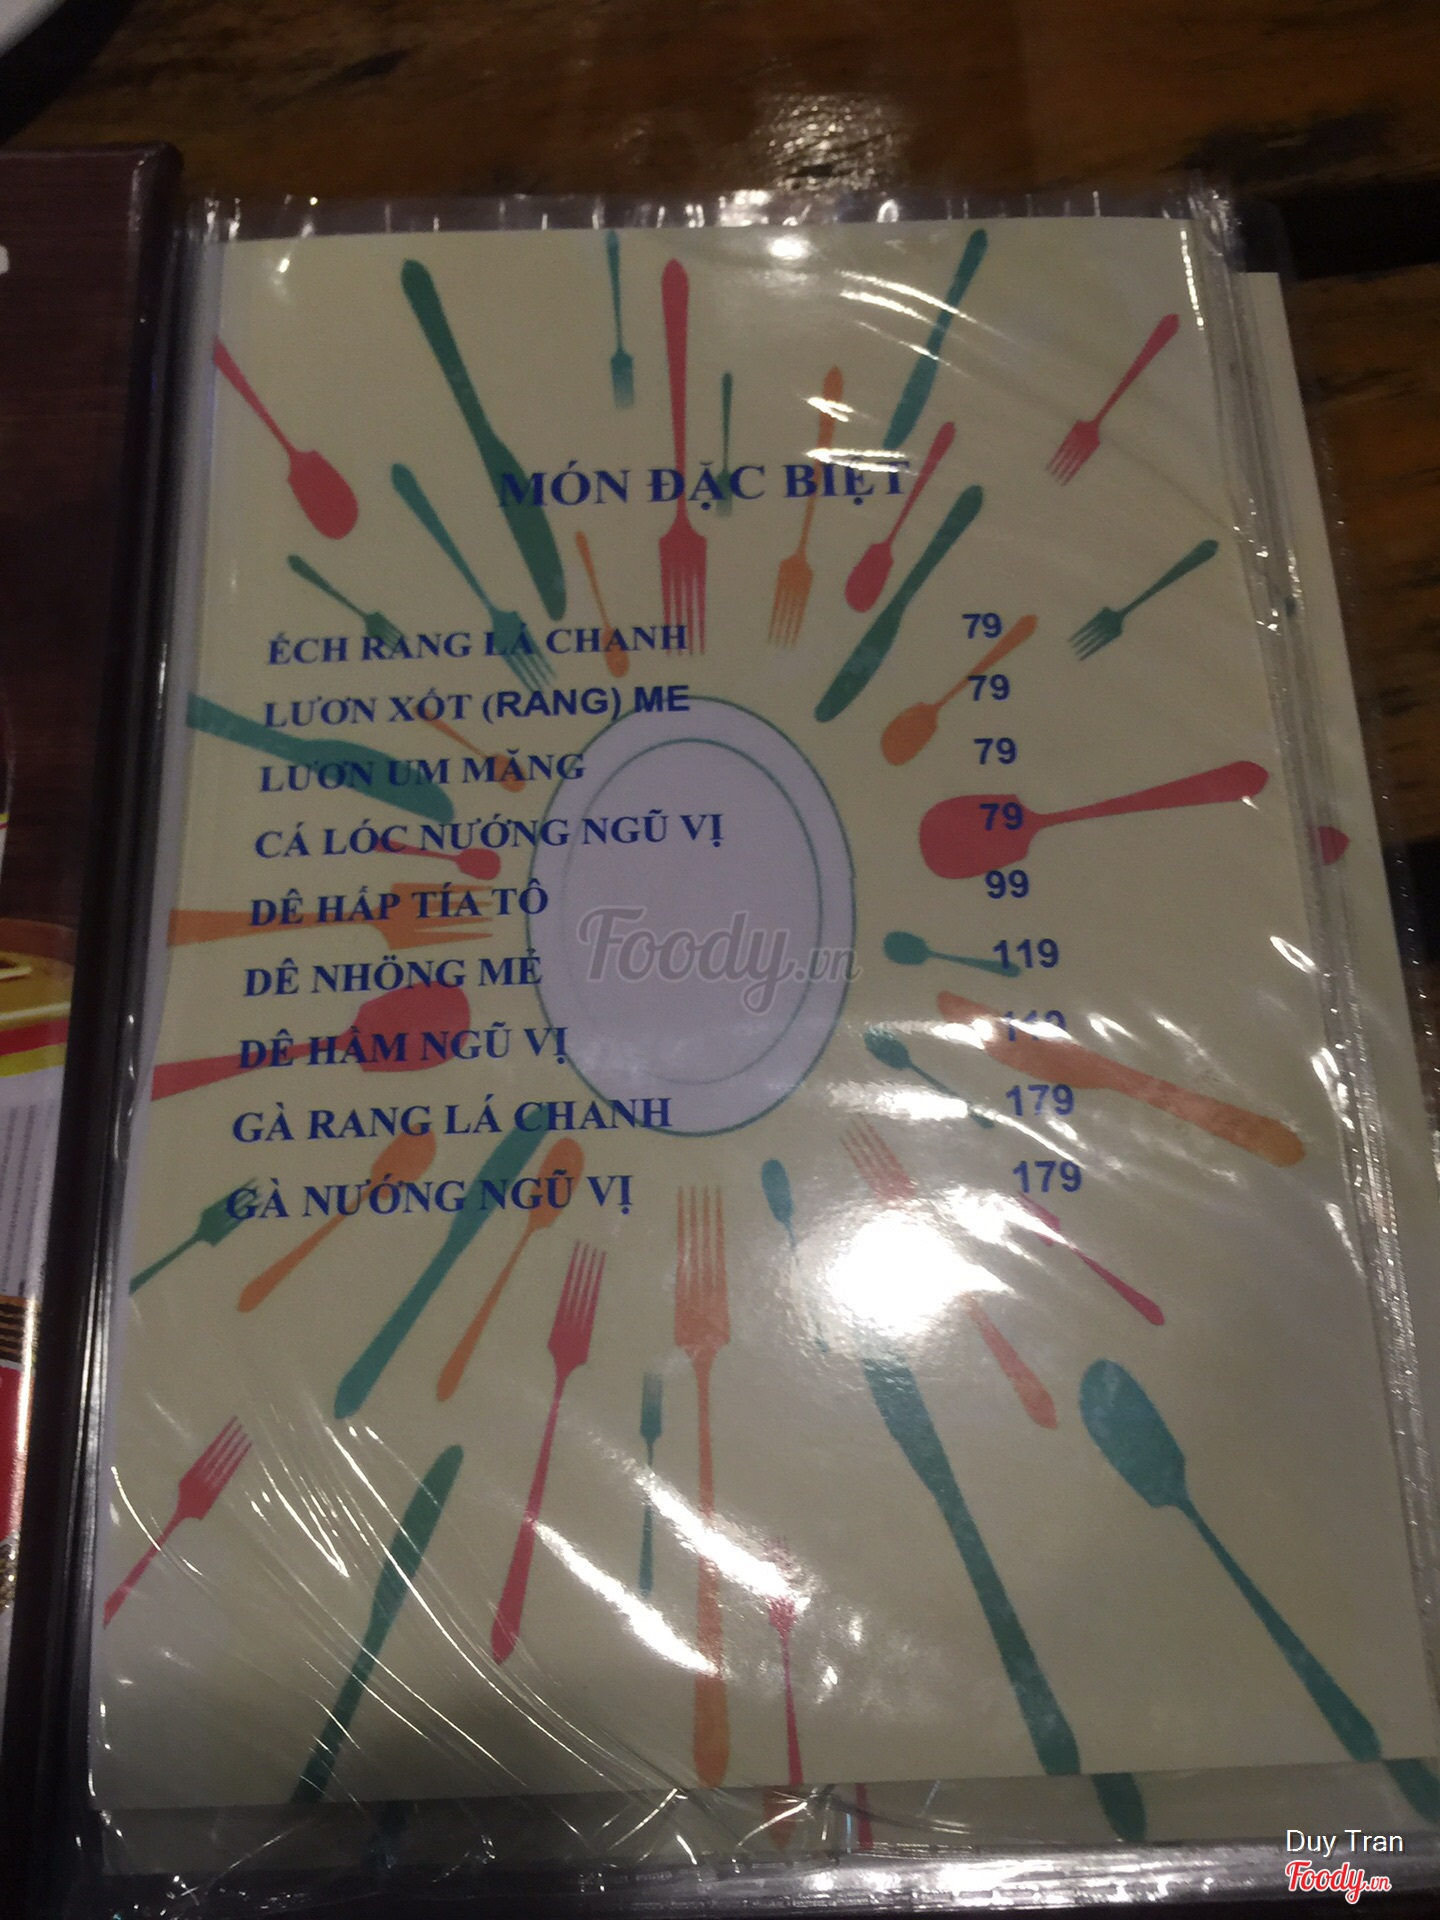 MÓN ĐẶC BIỆT
ẾCH RANG LÁ CHANH 79
LƯƠN XỐT (RANG) ME 79
LƯƠN UM MĂNG 79
CÁ LÓC NƯỚNG NGŨ VỊ 79
DÊ HẤP TÍA TÔ 99
DÊ NHÖNG MẺ 119
DÊ HẦM NGŨ VỊ 119
GÀ RANG LÁ CHANH 179
GÀ NƯỚNG NGŨ VỊ 179
Foody.vn
Duy Tran
Foody.vn